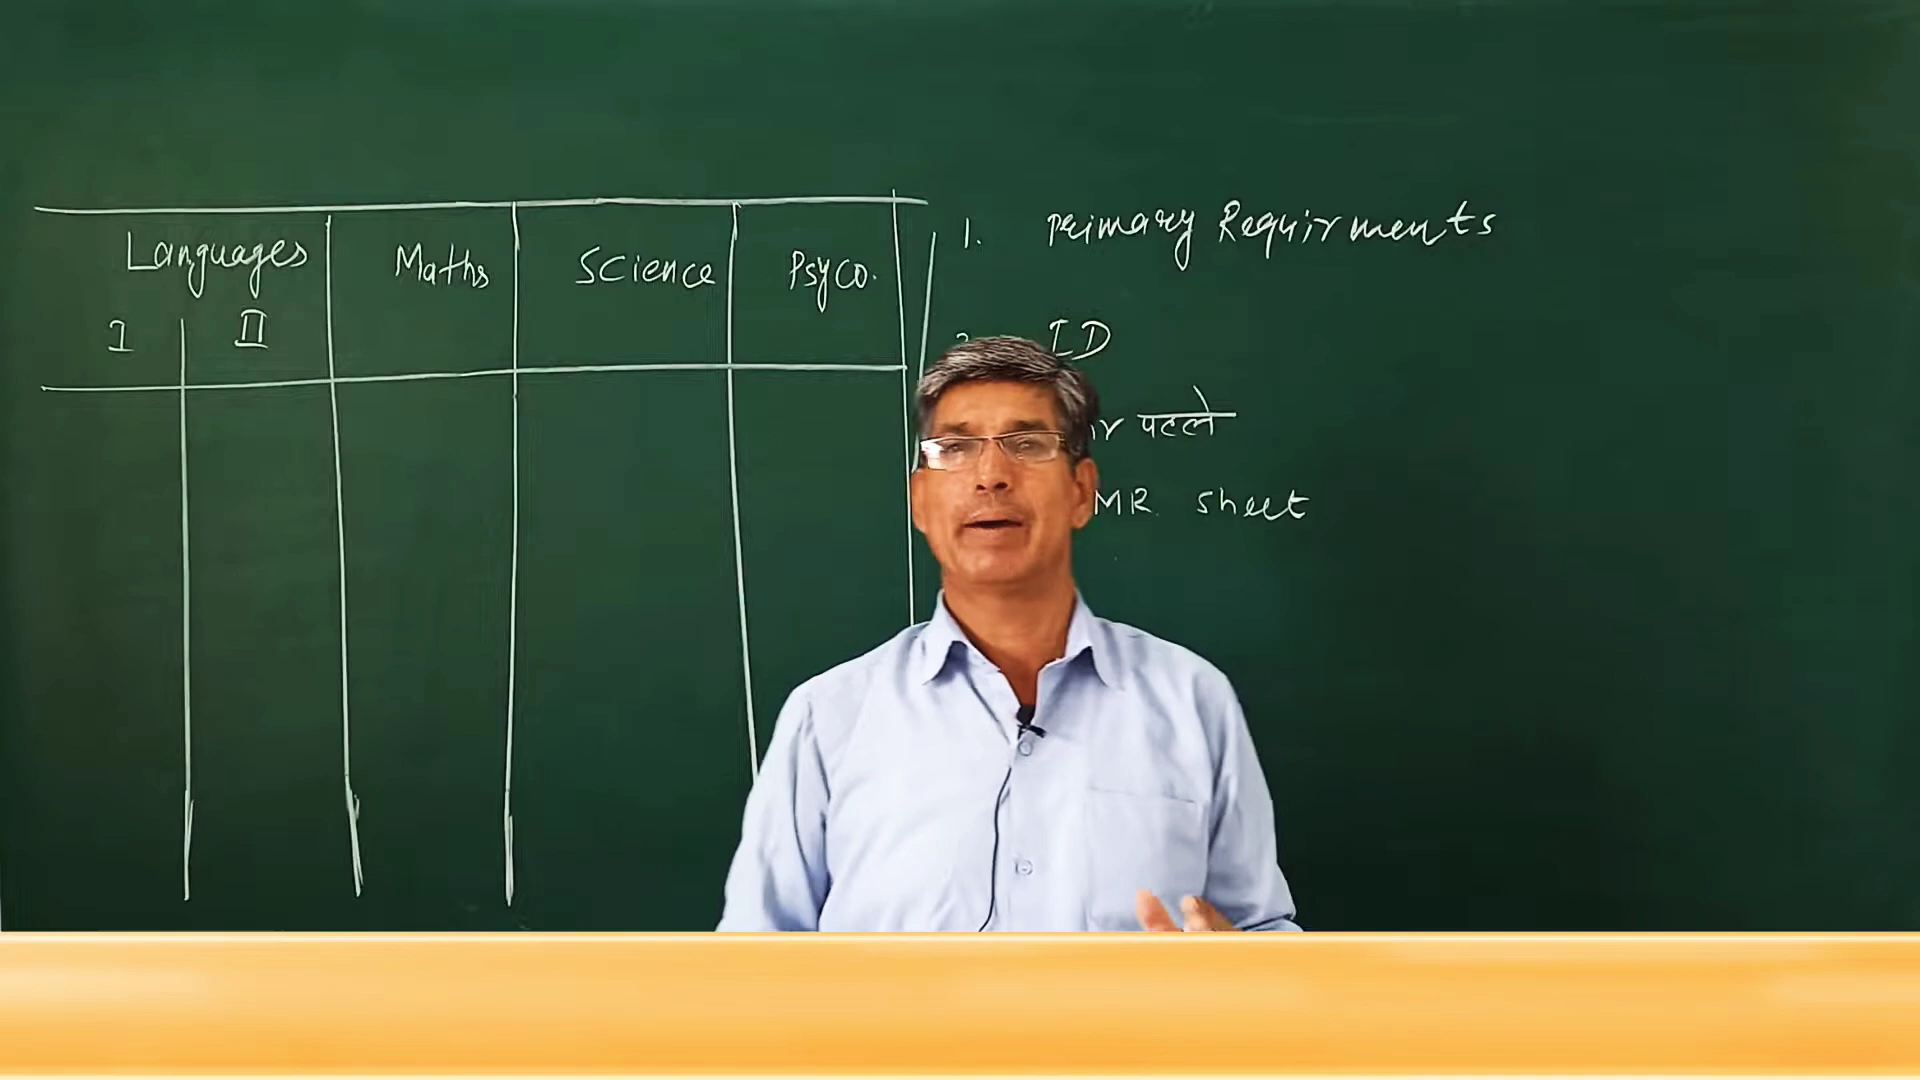 Languages
I II
Maths
Science
Psyco.
1. Primary Requirments
ID
पहले
MR sheet